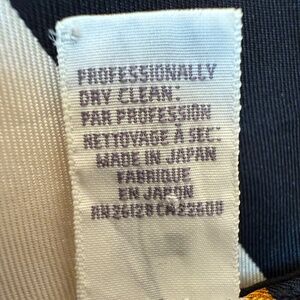 PROFESSIONALLY
DRY CLEAN:
PAR PROFESSION
NETTOYAGE À SEC:
MADE IN JAPAN
FABRIQUE
EN JAPON
RN26128 CA22600